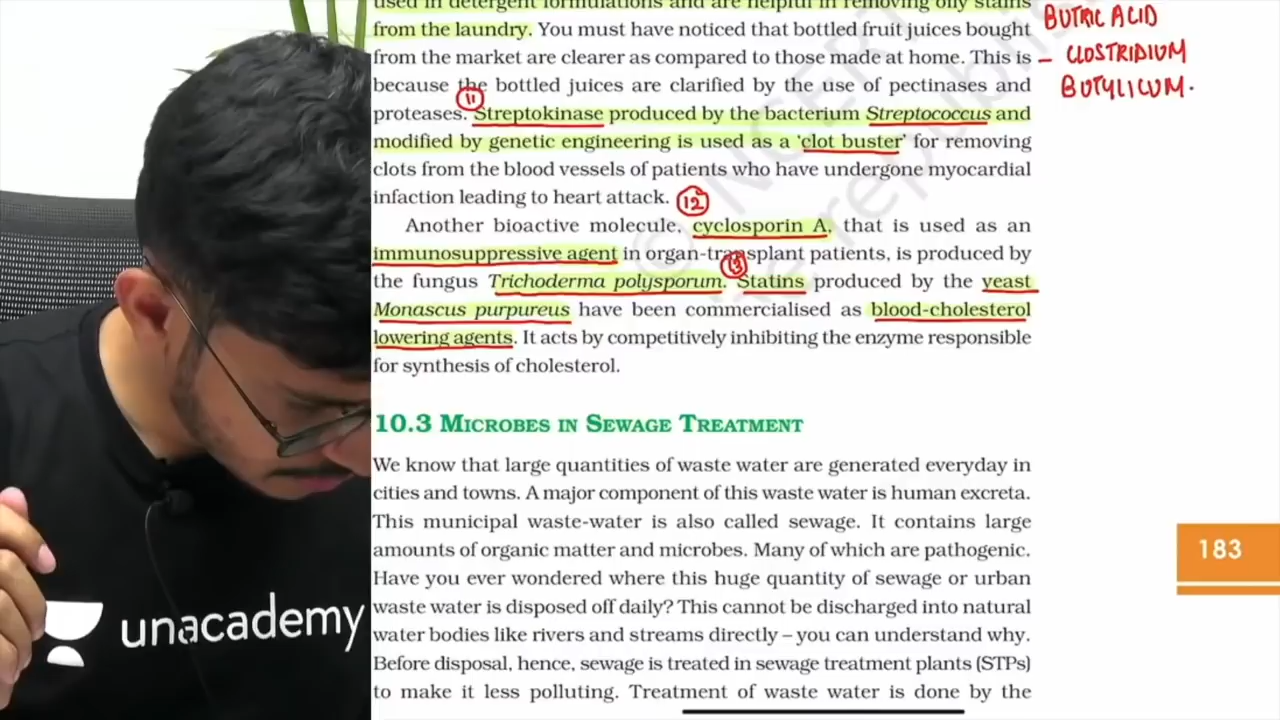 used in detergent formulations and are helpful in removing oily stains
from the laundry. You must have noticed that bottled fruit juices bought
from the market are clearer as compared to those made at home. This is
because the bottled juices are clarified by the use of pectinases and
proteases. Streptokinase produced by the bacterium Streptococcus and
modified by genetic engineering is used as a ‘clot buster’ for removing
clots from the blood vessels of patients who have undergone myocardial
infaction leading to heart attack.
Another bioactive molecule, cyclosporin A, that is used as an
immunosuppressive agent in organ-transplant patients, is produced by
the fungus Trichoderma polysporum. Statins produced by the yeast
Monascus purpureus have been commercialised as blood-cholesterol
lowering agents. It acts by competitively inhibiting the enzyme responsible
for synthesis of cholesterol.
10.3 MICROBES IN SEWAGE TREATMENT
We know that large quantities of waste water are generated everyday in
cities and towns. A major component of this waste water is human excreta.
This municipal waste-water is also called sewage. It contains large
amounts of organic matter and microbes. Many of which are pathogenic.
Have you ever wondered where this huge quantity of sewage or urban
waste water is disposed off daily? This cannot be discharged into natural
water bodies like rivers and streams directly – you can understand why.
Before disposal, hence, sewage is treated in sewage treatment plants (STPs)
to make it less polluting. Treatment of waste water is done by the
BUTRIC ACID
– CLOSTRIDIUM
BUTYLICUM.
11
12
13
183
© NCERT
unacademy